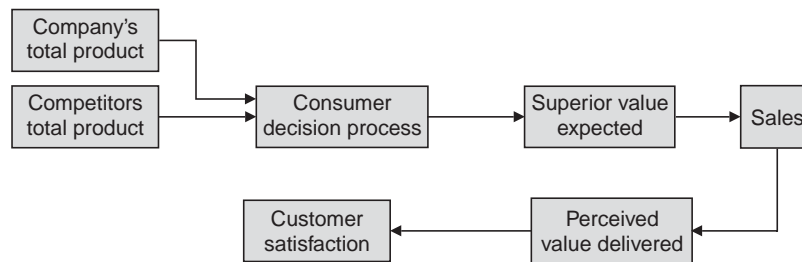 Company's
total product
Competitors
total product
Consumer
decision process
Superior value
expected
Sales
Customer
satisfaction
Perceived
value delivered